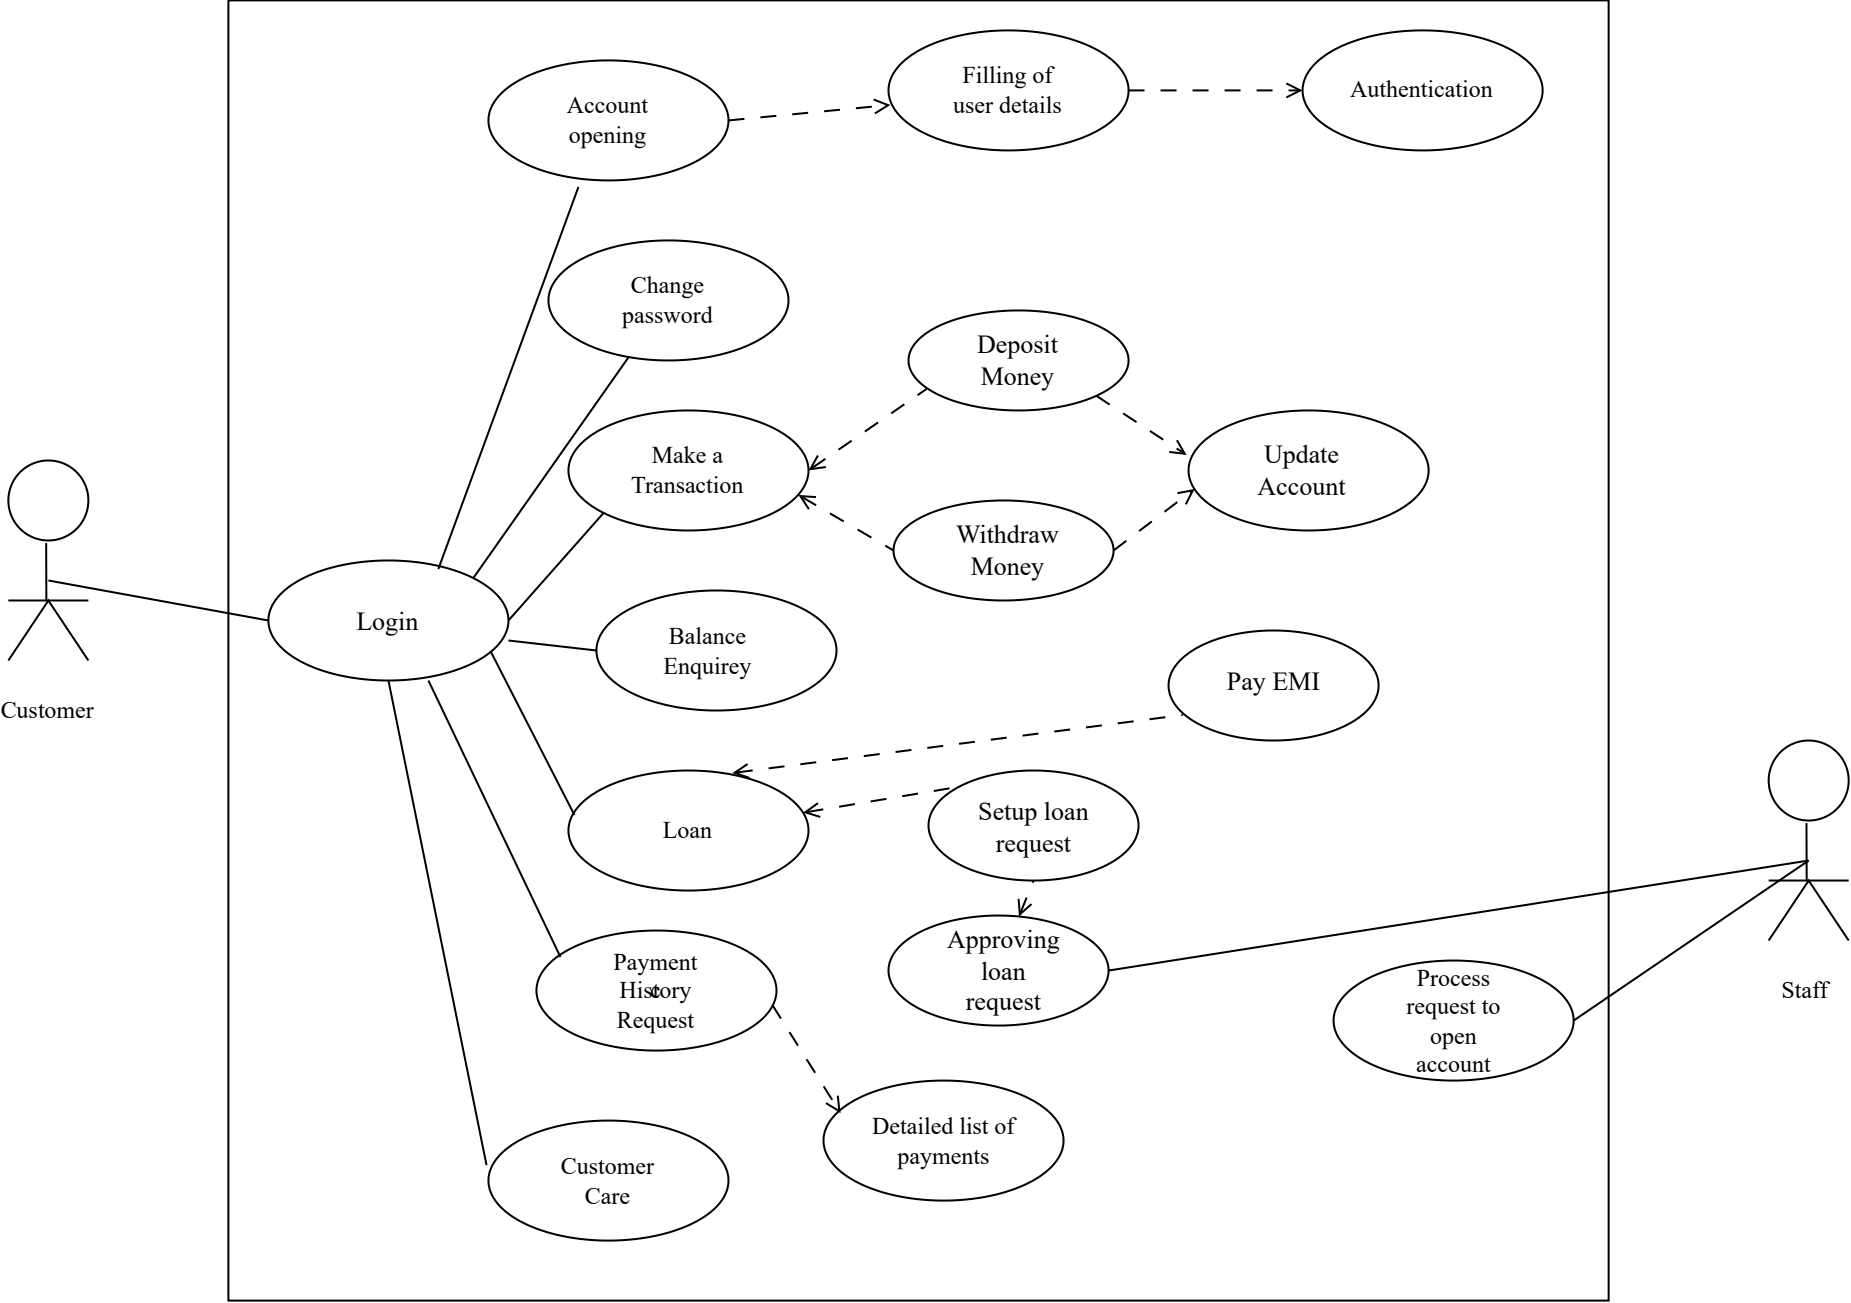 Account
opening
Filling of
user details
Authentication
Change
password
Deposit
Money
Make a
Transaction
Update
Account
Withdraw
Money
Login
Balance
Enquirey
Pay EMI
Customer
Loan
Setup loan
request
Approving
loan
request
Payment
History
Request
Process
request to
open
account
Staff
Detailed list of
payments
Customer
Care